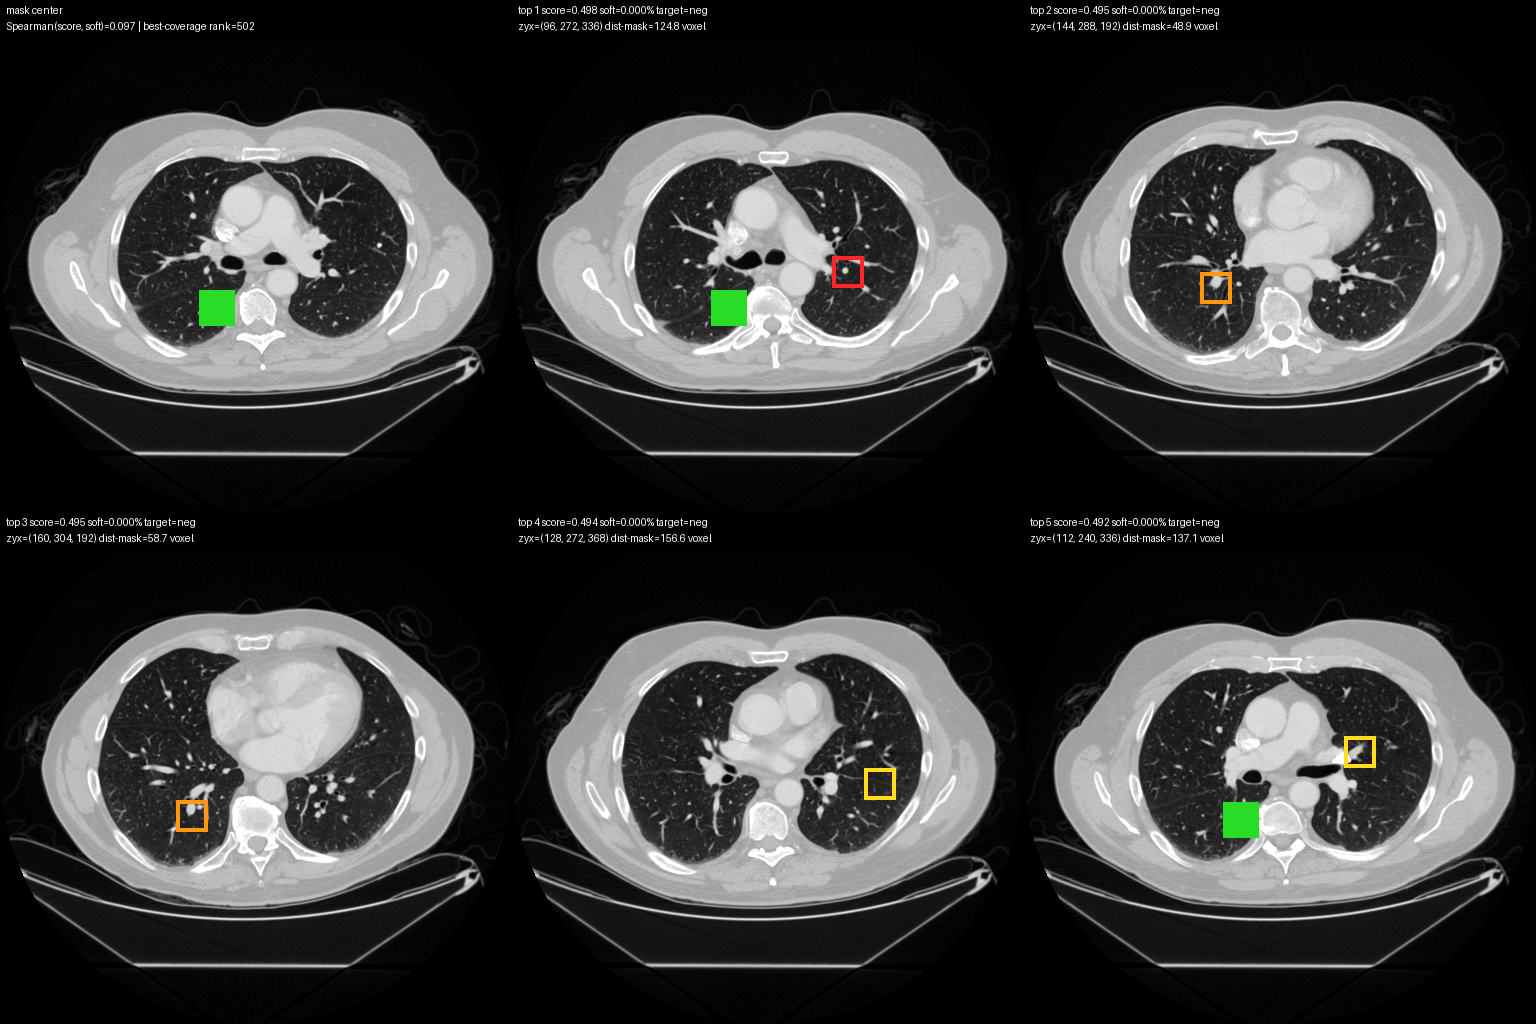 mask center
Spearman(score, soft)=0.097 | best-coverage rank=502
top 1 score=0.498 soft=0.000% target=neg
zyx=(96, 272, 336) dist-mask=124.8 voxel
top 2 score=0.495 soft=0.000% target=neg
zyx=(144, 288, 192) dist-mask=48.9 voxel
top 3 score=0.495 soft=0.000% target=neg
zyx=(160, 304, 192) dist-mask=58.7 voxel
top 4 score=0.494 soft=0.000% target=neg
zyx=(128, 272, 368) dist-mask=156.6 voxel
top 5 score=0.492 soft=0.000% target=neg
zyx=(112, 240, 336) dist-mask=137.1 voxel